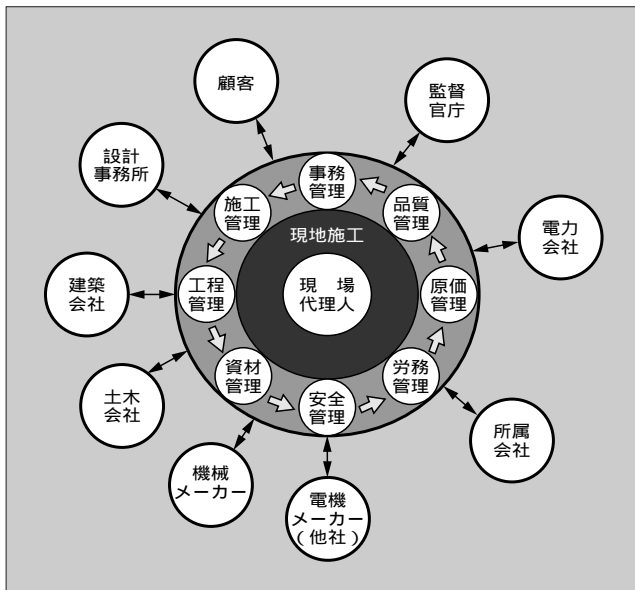 顧客
監督
官庁
設計
事務所
事務
管理
施工
管理
品質
管理
電力
会社
現地施工
建築
会社
工程
管理
現　場
代理人
原価
管理
資材
管理
労務
管理
土木
会社
安全
管理
所属
会社
機械
メーカー
電機
メーカー
(他社)